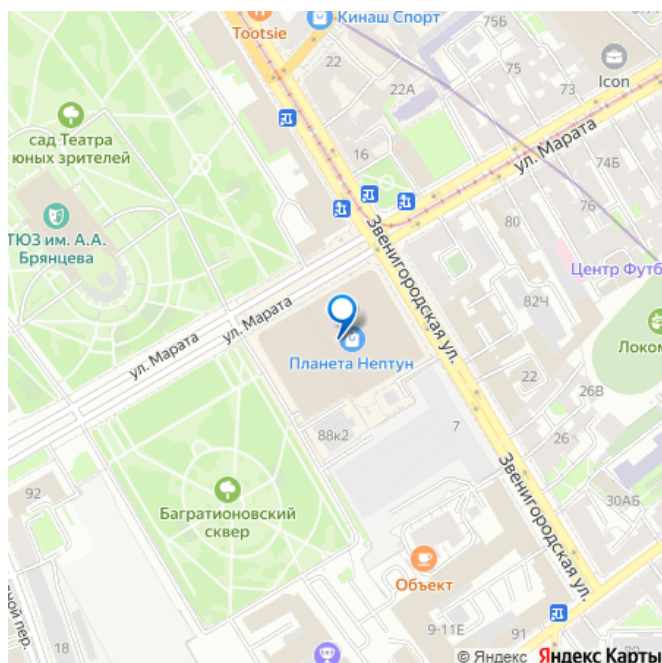 Кинаш Спорт
Tootsie
75Б
22
75
22А
73
Icon
сад Театра
юных зрителей
16
ул. Марата
74Б
76
80
ТЮЗ им. А.А.
Брянцева
Звенигородская ул.
Центр Футб
82Ч
ул. Марата
ул. Марата
Локом
Планета Нептун
22
26В
88к2
7
26
92
Багратионовский
сквер
Звенигородская ул.
30АБ
Объект
ной пер.
18
9-11Е
91
© Яндекс Яндекс Карты